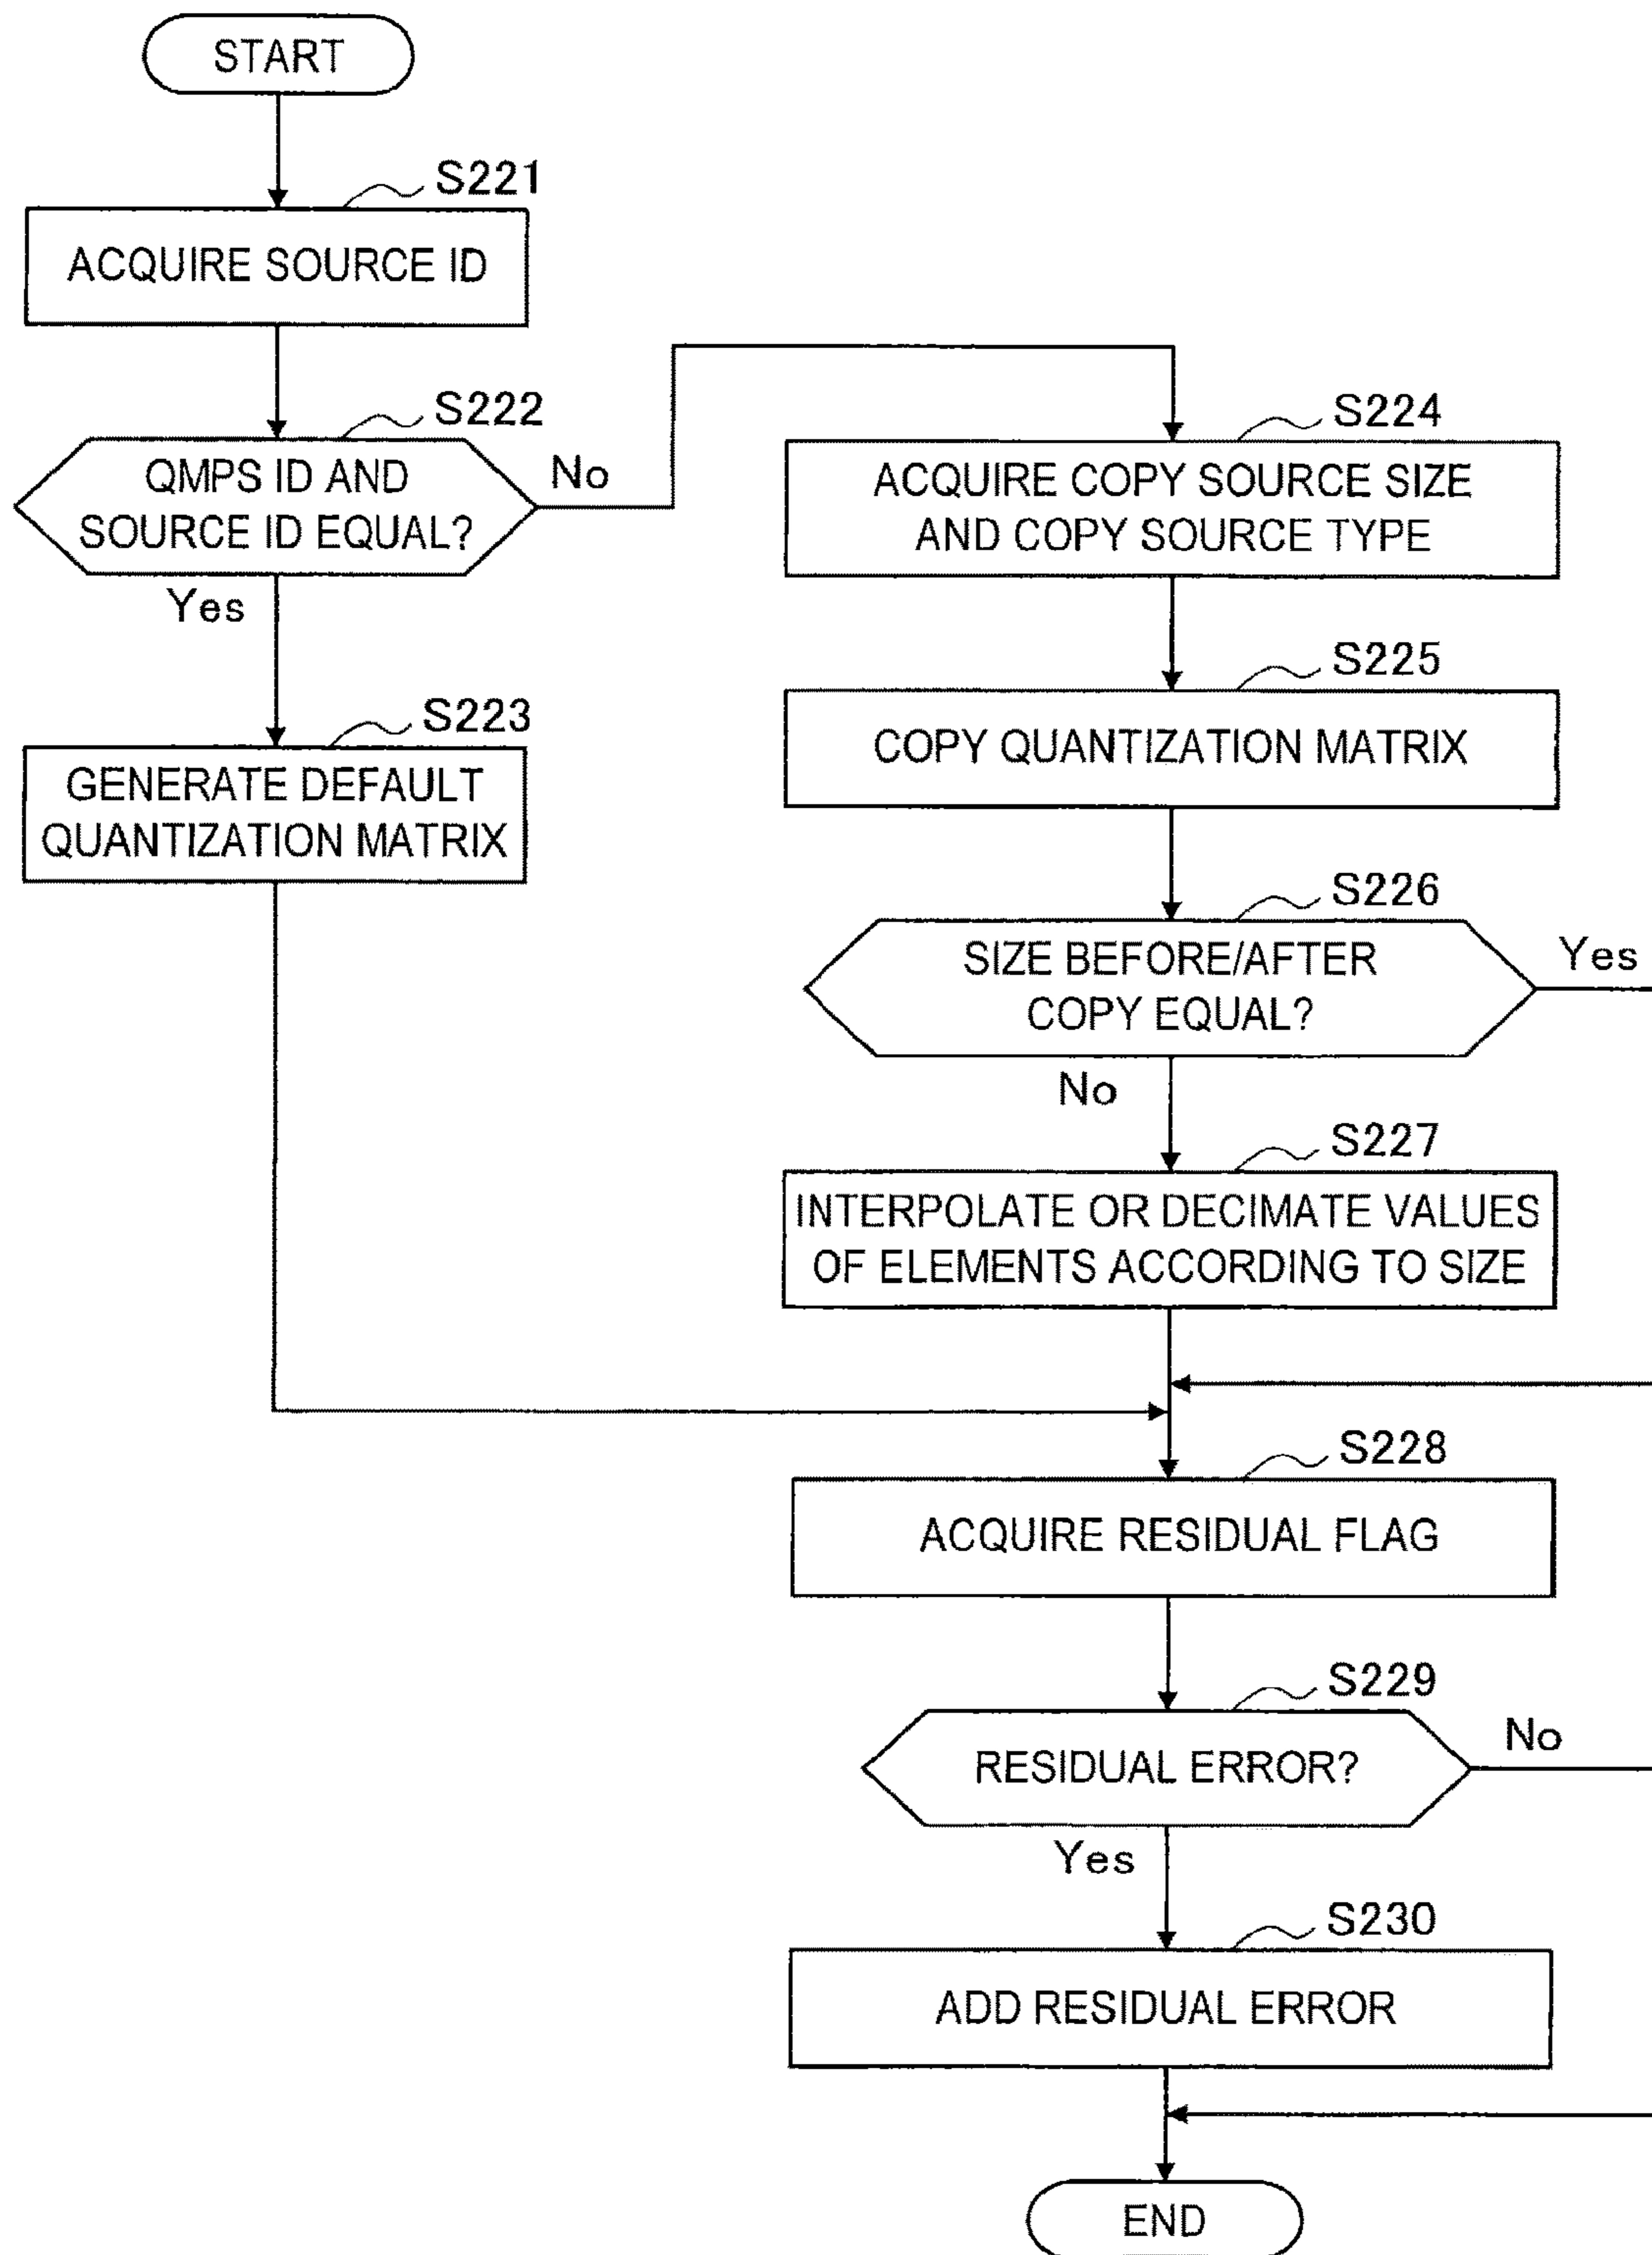 START
S221
ACQUIRE SOURCE ID
S222
QMPS ID AND
SOURCE ID EQUAL?
No
Yes
S223
GENERATE DEFAULT
QUANTIZATION MATRIX
S224
ACQUIRE COPY SOURCE SIZE
AND COPY SOURCE TYPE
S225
COPY QUANTIZATION MATRIX
S226
SIZE BEFORE/AFTER
COPY EQUAL?
Yes
No
S227
INTERPOLATE OR DECIMATE VALUES
OF ELEMENTS ACCORDING TO SIZE
S228
ACQUIRE RESIDUAL FLAG
S229
RESIDUAL ERROR?
No
Yes
S230
ADD RESIDUAL ERROR
END